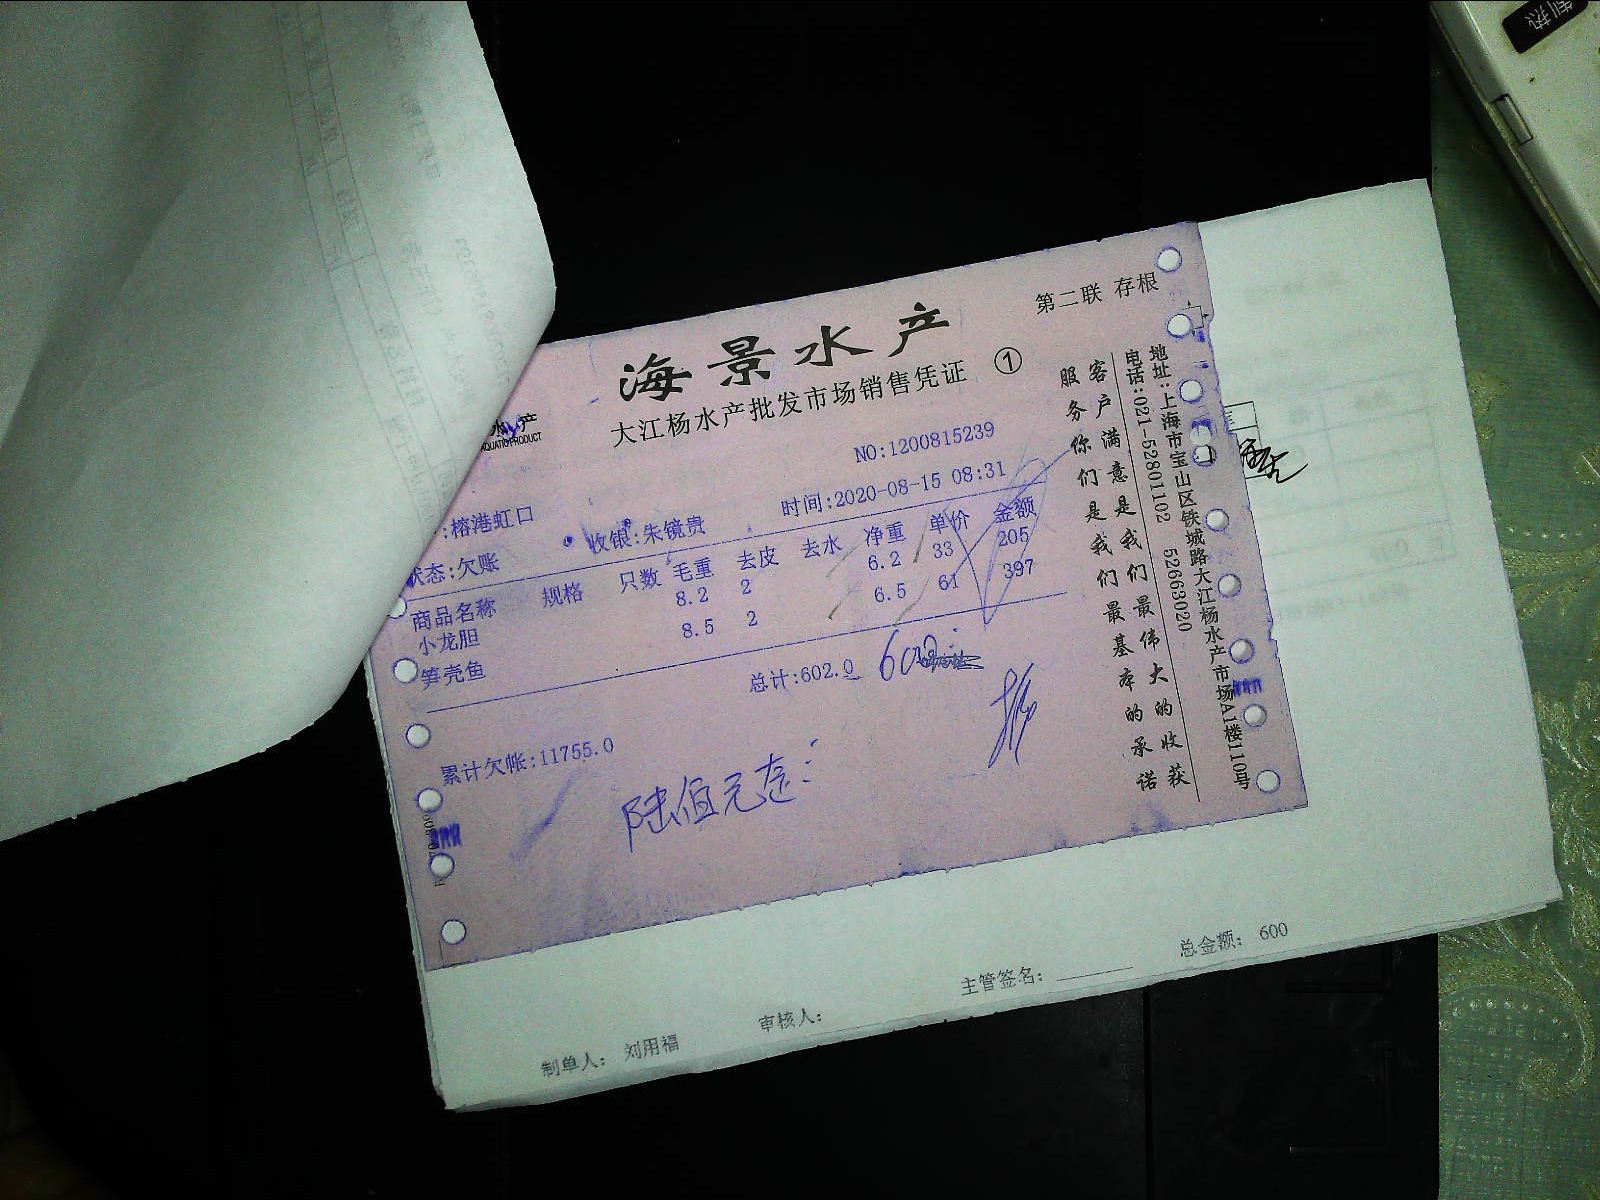 海景水产
第二联 存根
大江杨水产批发市场销售凭证 ①
水产
AQUATIC PRODUCT
NO:1200815239
:榕港虹口
收银:朱镜贵
时间:2020-08-15 08:31
状态:欠账
商品名称 规格 只数 毛重 去皮 去水 净重 单价 金额
小龙胆 8.2 2 6.2 33 205
笋壳鱼 8.5 2 6.5 61 397
总计:602.0
累计欠帐:11755.0
客户满意是我们最伟大的收获
服务你们是我们最基本的承诺
地址:上海市宝山区铁城路大江杨水产市场A1楼110号
电话:021-52801102 52663020
制单人: 刘用福
审核人:
主管签名:
总金额: 600
制热